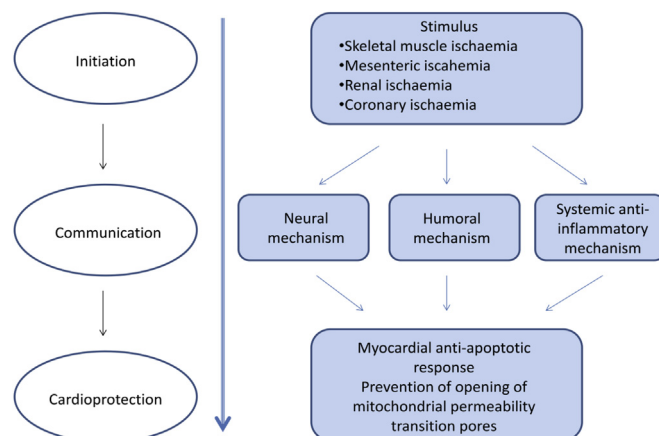 Initiation
Communication
Cardioprotection
Stimulus
•Skeletal muscle ischaemia
•Mesenteric iscahemia
•Renal ischaemia
•Coronary ischaemia
Neural
mechanism
Humoral
mechanism
Systemic anti-
inflammatory
mechanism
Myocardial anti-apoptotic
response
Prevention of opening of
mitochondrial permeability
transition pores